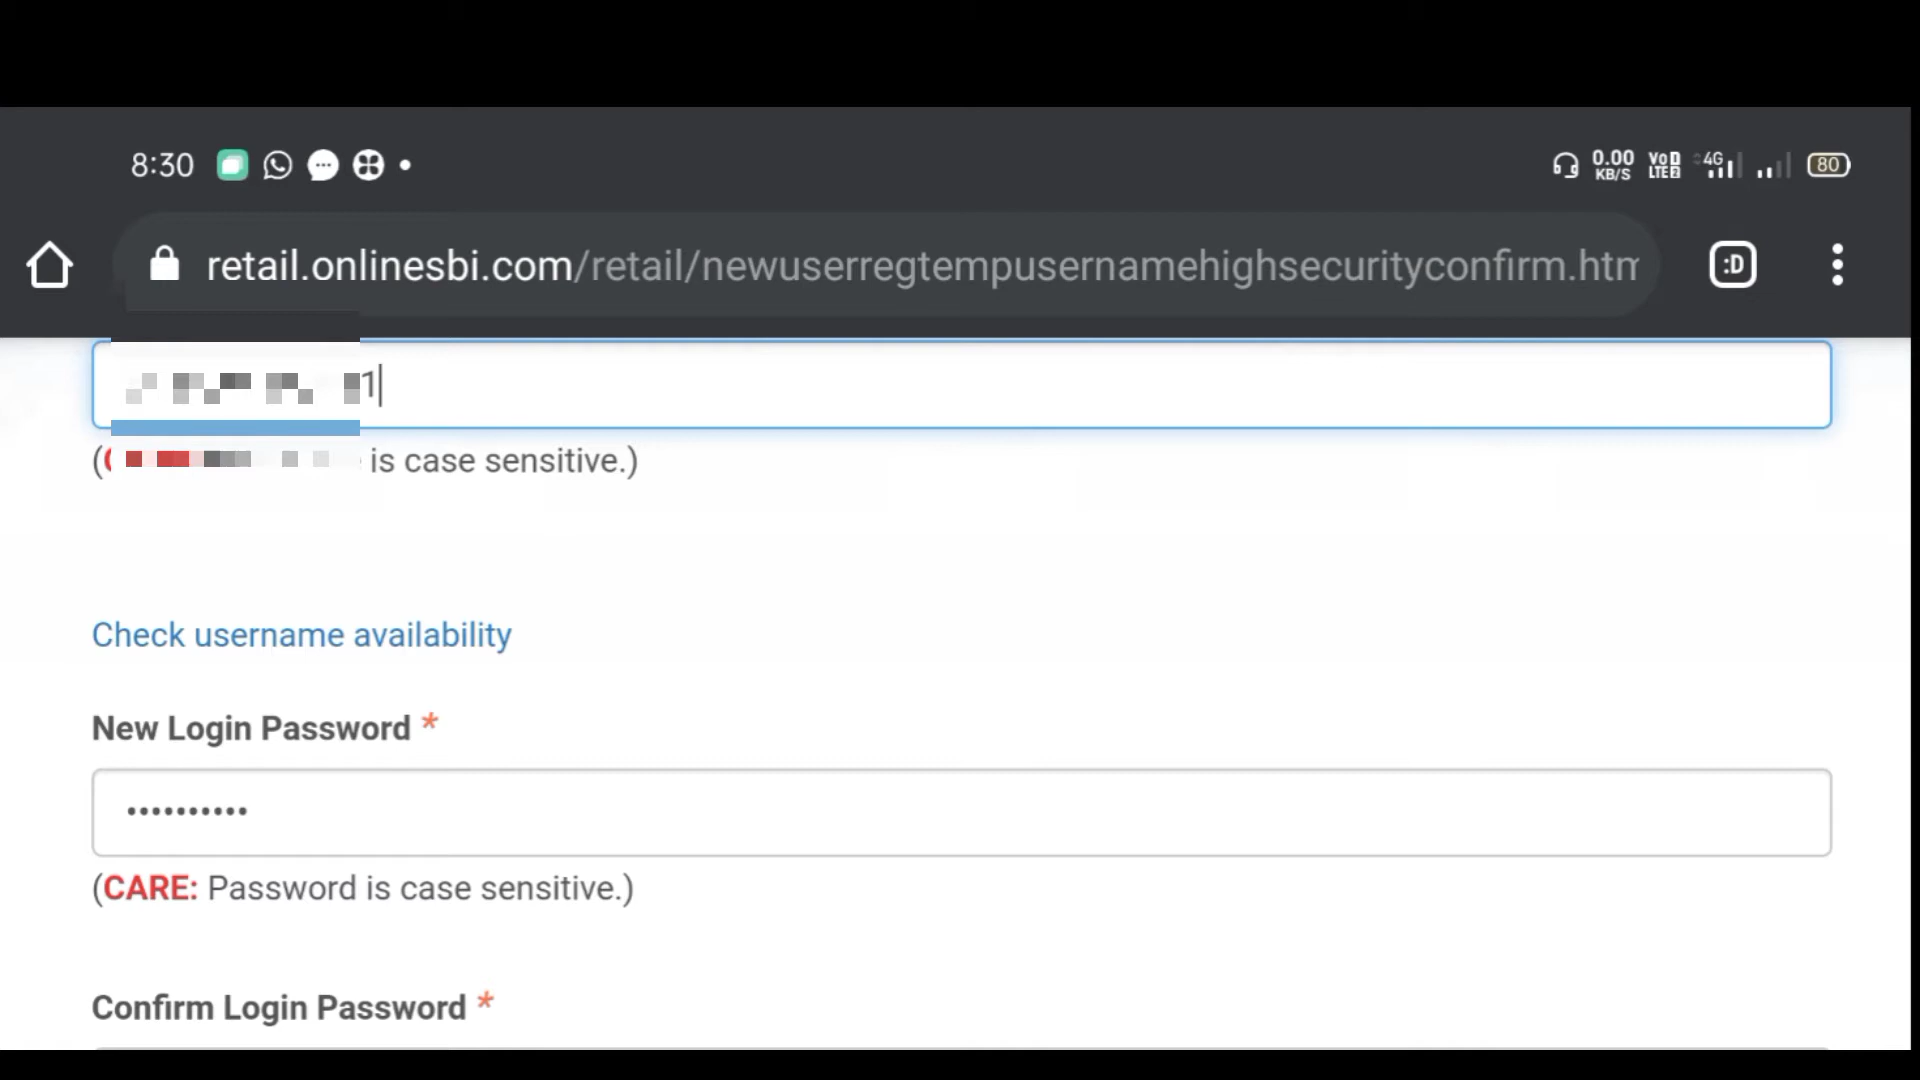 8:30 0.00 KB/S VoD LTE2 4G 80
retail.onlinesbi.com/retail/newuserregtempusernamehighsecurityconfirm.htm
:D
1
( is case sensitive.)
Check username availability
New Login Password *
••••••••••
(CARE: Password is case sensitive.)
Confirm Login Password *